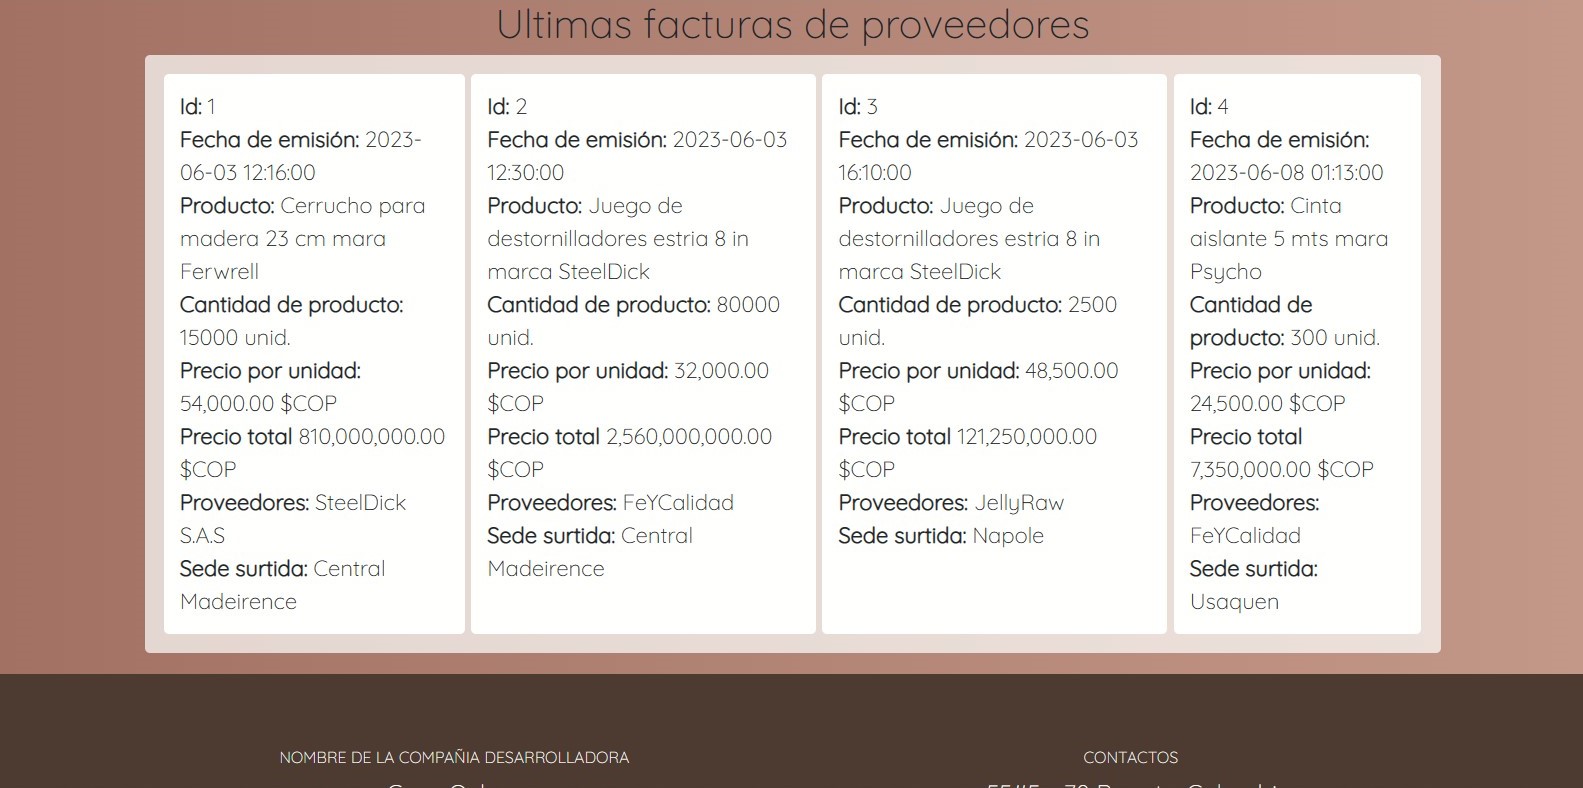 Ultimas facturas de proveedores
Id: 1
Fecha de emisión: 2023-
06-03 12:16:00
Producto: Cerrucho para
madera 23 cm mara
Ferwrell
Cantidad de producto:
15000 unid.
Precio por unidad:
54,000.00 $COP
Precio total 810,000,000.00
$COP
Proveedores: SteelDick
S.A.S
Sede surtida: Central
Madeirence
Id: 2
Fecha de emisión: 2023-06-03
12:30:00
Producto: Juego de
destornilladores estria 8 in
marca SteelDick
Cantidad de producto: 80000
unid.
Precio por unidad: 32,000.00
$COP
Precio total 2,560,000,000.00
$COP
Proveedores: FeYCalidad
Sede surtida: Central
Madeirence
Id: 3
Fecha de emisión: 2023-06-03
16:10:00
Producto: Juego de
destornilladores estria 8 in
marca SteelDick
Cantidad de producto: 2500
unid.
Precio por unidad: 48,500.00
$COP
Precio total 121,250,000.00
$COP
Proveedores: JellyRaw
Sede surtida: Napole
Id: 4
Fecha de emisión:
2023-06-08 01:13:00
Producto: Cinta
aislante 5 mts mara
Psycho
Cantidad de
producto: 300 unid.
Precio por unidad:
24,500.00 $COP
Precio total
7,350,000.00 $COP
Proveedores:
FeYCalidad
Sede surtida:
Usaquen
NOMBRE DE LA COMPAÑIA DESARROLLADORA
CONTACTOS